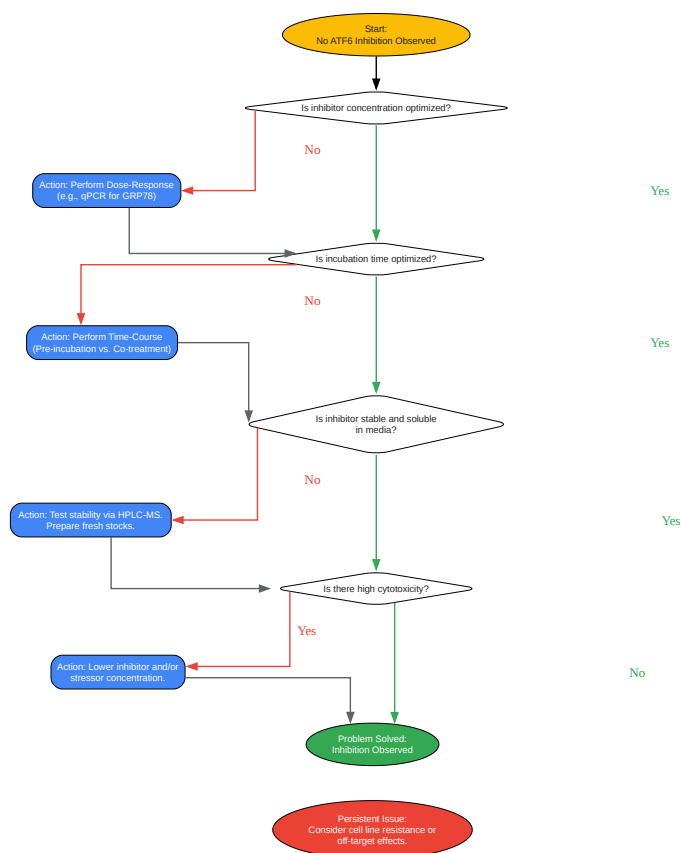 Start:
No ATF6 Inhibition Observed
Is inhibitor concentration optimized?
No
Action: Perform Dose-Response
(e.g., qPCR for GRP78)
Yes
Is incubation time optimized?
No
Action: Perform Time-Course
(Pre-incubation vs. Co-treatment)
Yes
Is inhibitor stable and soluble
in media?
No
Action: Test stability via HPLC-MS.
Prepare fresh stocks.
Yes
Is there high cytotoxicity?
Yes
Action: Lower inhibitor and/or
stressor concentration.
No
Problem Solved:
Inhibition Observed
Persistent Issue:
Consider cell line resistance or
off-target effects.